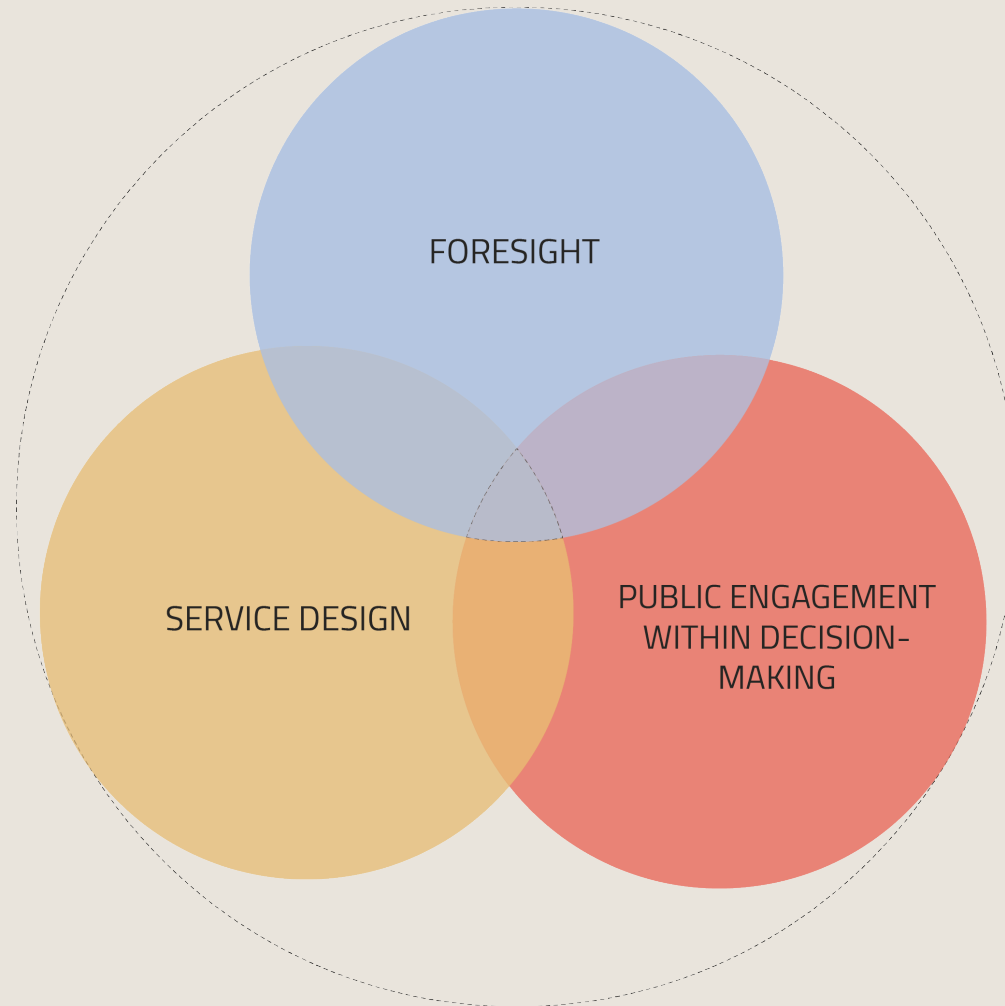 FORESIGHT
SERVICE DESIGN
PUBLIC ENGAGEMENT
WITHIN DECISION-
MAKING